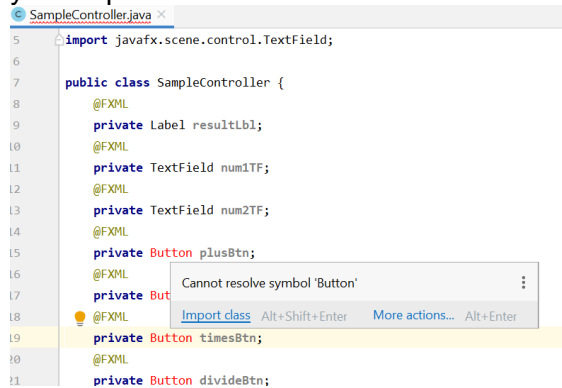 SampleController.java
5 import javafx.scene.control.TextField;
6
7 public class SampleController {
8 @FXML
9 private Label resultLbl;
10 @FXML
11 private TextField num1TF;
12 @FXML
13 private TextField num2TF;
14 @FXML
15 private Button plusBtn;
16 @FXML
17 private But
Cannot resolve symbol 'Button'
Import class Alt+Shift+Enter More actions... Alt+Enter
18 @FXML
19 private Button timesBtn;
20 @FXML
21 private Button divideBtn;